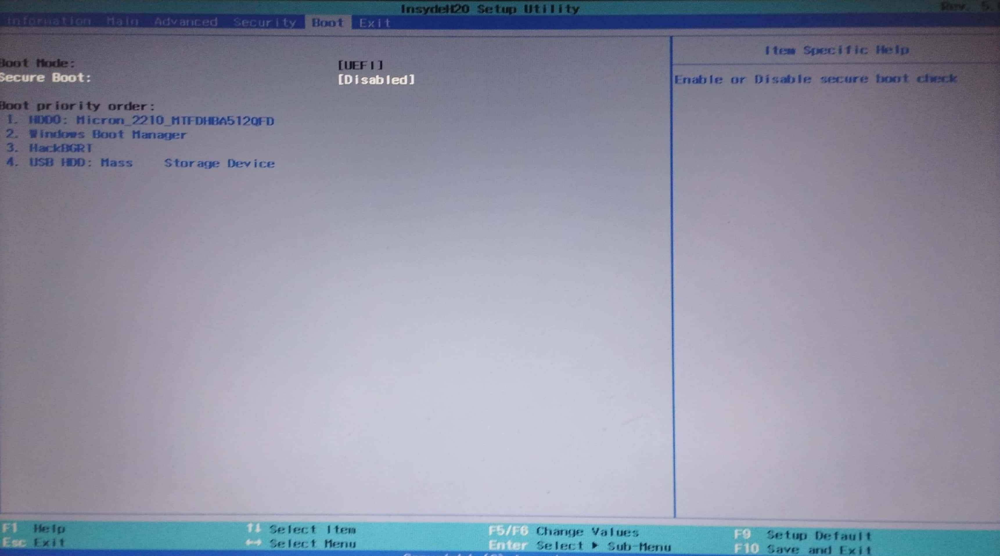 InsydeH2O Setup Utility Rev. 5.
Information Main Advanced Security Boot Exit
Item Specific Help
Boot Mode: [UEFI]
Secure Boot: [Disabled]
Enable or Disable secure boot check
Boot priority order:
1. HDD0: Micron_2210_MTFDHBA512QFD
2. Windows Boot Manager
3. HackBGRT
4. USB HDD: Mass Storage Device
F1 Help ↑↓ Select Item F5/F6 Change Values F9 Setup Default
Esc Exit ↔ Select Menu Enter Select ▶ Sub-Menu F10 Save and Exit